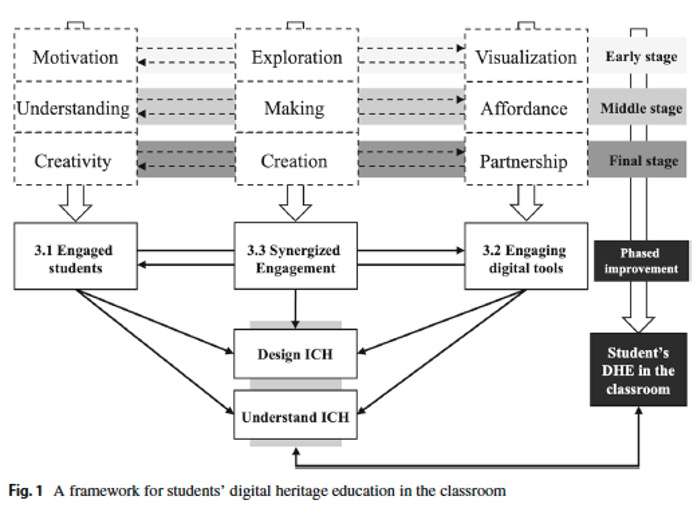 Motivation
Exploration
Visualization
Early stage
Understanding
Making
Affordance
Middle stage
Creativity
Creation
Partnership
Final stage
3.1 Engaged
students
3.3 Synergized
Engagement
3.2 Engaging
digital tools
Phased
improvement
Design ICH
Student's
DHE in the
classroom
Understand ICH
Fig. 1 A framework for students' digital heritage education in the classroom